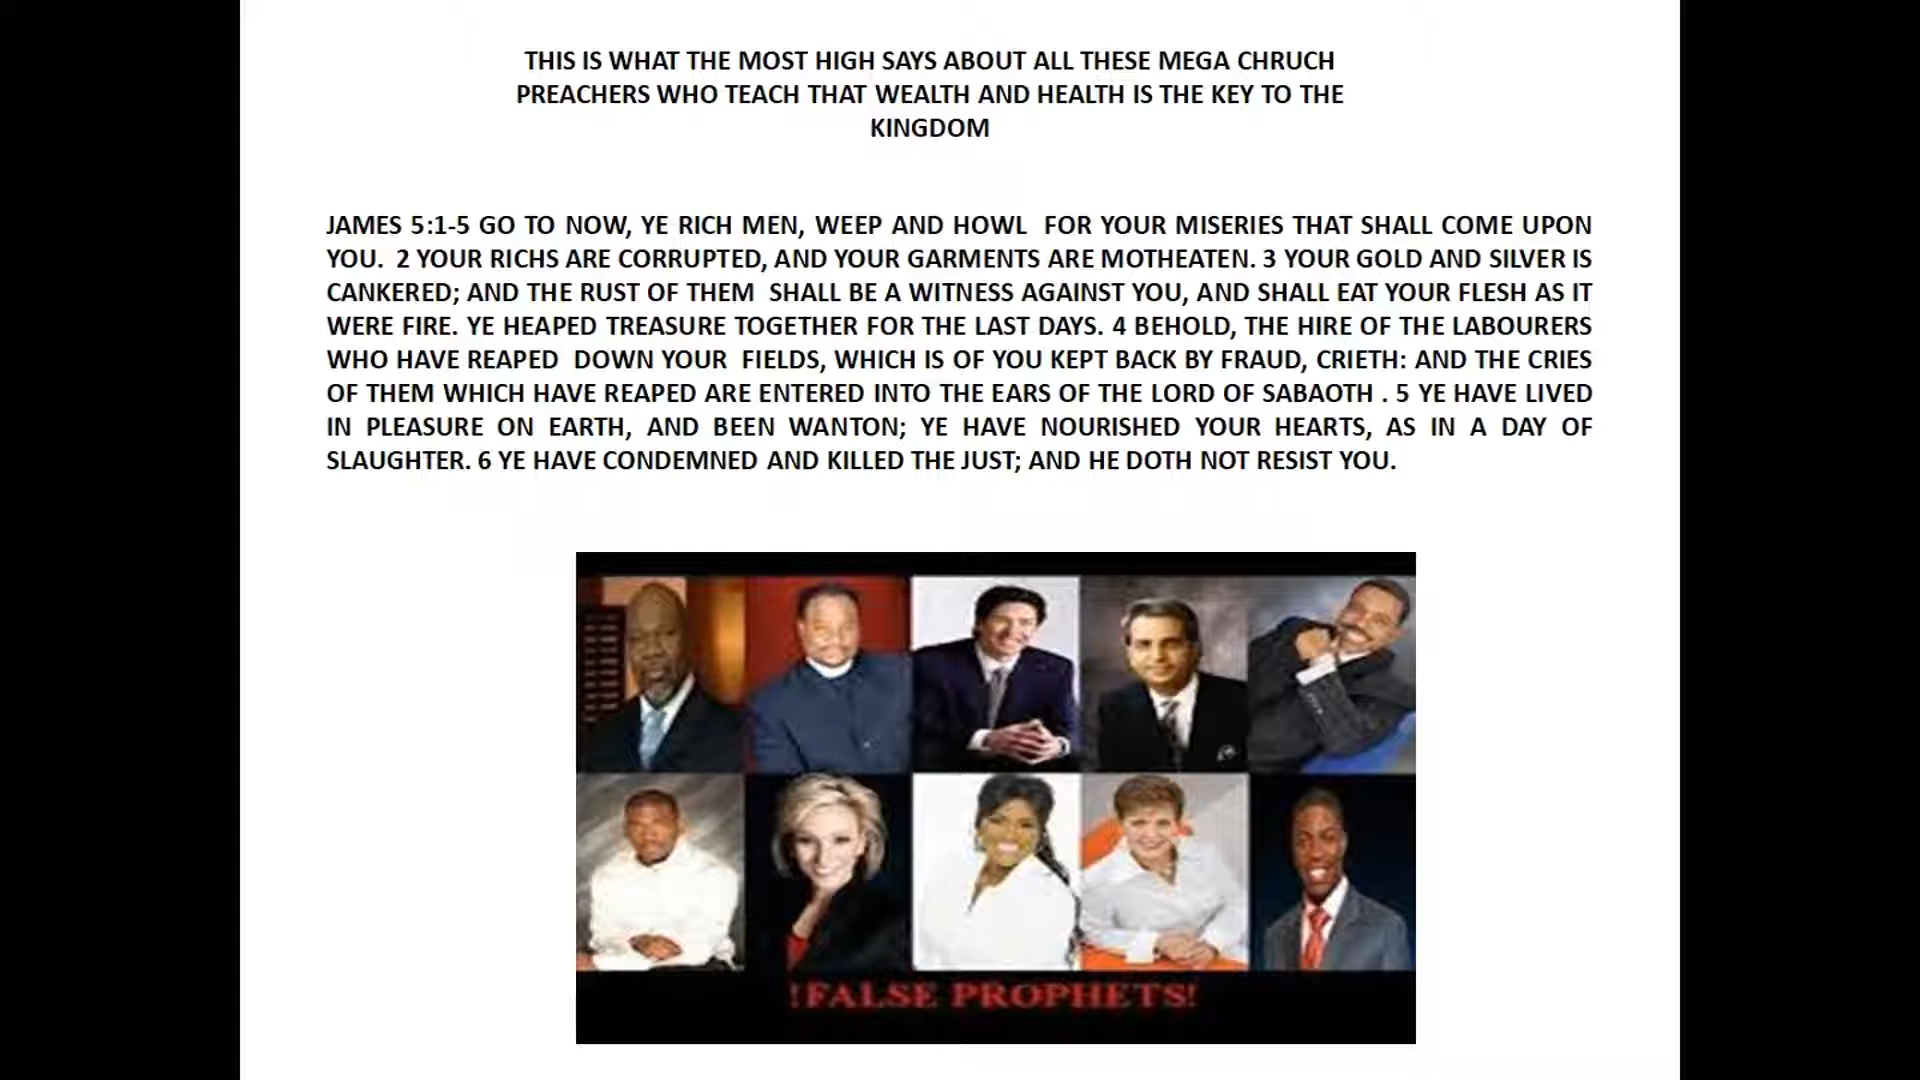 THIS IS WHAT THE MOST HIGH SAYS ABOUT ALL THESE MEGA CHRUCH
PREACHERS WHO TEACH THAT WEALTH AND HEALTH IS THE KEY TO THE
KINGDOM
JAMES 5:1-5 GO TO NOW, YE RICH MEN, WEEP AND HOWL FOR YOUR MISERIES THAT SHALL COME UPON
YOU. 2 YOUR RICHS ARE CORRUPTED, AND YOUR GARMENTS ARE MOTHEATEN. 3 YOUR GOLD AND SILVER IS
CANKERED; AND THE RUST OF THEM SHALL BE A WITNESS AGAINST YOU, AND SHALL EAT YOUR FLESH AS IT
WERE FIRE. YE HEAPED TREASURE TOGETHER FOR THE LAST DAYS. 4 BEHOLD, THE HIRE OF THE LABOURERS
WHO HAVE REAPED DOWN YOUR FIELDS, WHICH IS OF YOU KEPT BACK BY FRAUD, CRIETH: AND THE CRIES
OF THEM WHICH HAVE REAPED ARE ENTERED INTO THE EARS OF THE LORD OF SABAOTH . 5 YE HAVE LIVED
IN PLEASURE ON EARTH, AND BEEN WANTON; YE HAVE NOURISHED YOUR HEARTS, AS IN A DAY OF
SLAUGHTER. 6 YE HAVE CONDEMNED AND KILLED THE JUST; AND HE DOTH NOT RESIST YOU.
!FALSE PROPHETS!